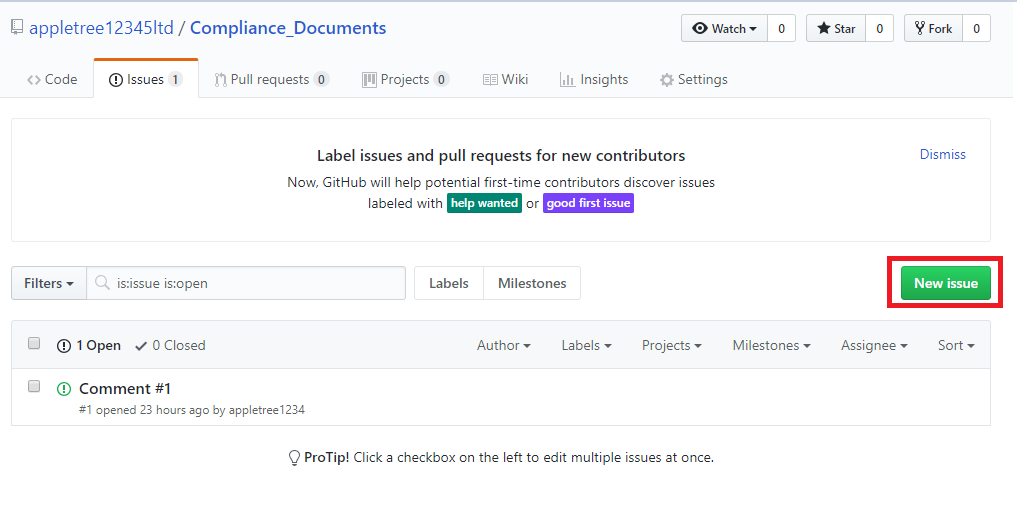 appletree12345ltd / Compliance_Documents Watch 0 Star 0 Fork 0
Code Issues 1 Pull requests 0 Projects 0 Wiki Insights Settings
Label issues and pull requests for new contributors Dismiss
Now, GitHub will help potential first-time contributors discover issues
labeled with help wanted or good first issue
Filters is:issue is:open Labels Milestones New issue
1 Open 0 Closed Author Labels Projects Milestones Assignee Sort
Comment #1
#1 opened 23 hours ago by appletree1234
ProTip! Click a checkbox on the left to edit multiple issues at once.